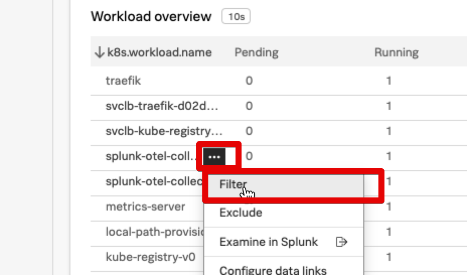 Workload overview 10s
k8s.workload.name Pending Running
traefik 0 1
svclb-traefik-d02d... 0 1
svclb-kube-registry... 0 1
splunk-otel-coll... ... 0 1
splunk-otel-collec 1
Filter
metrics-server 1
Exclude
local-path-provisio 1
Examine in Splunk
kube-registry-v0 1
Configure data links